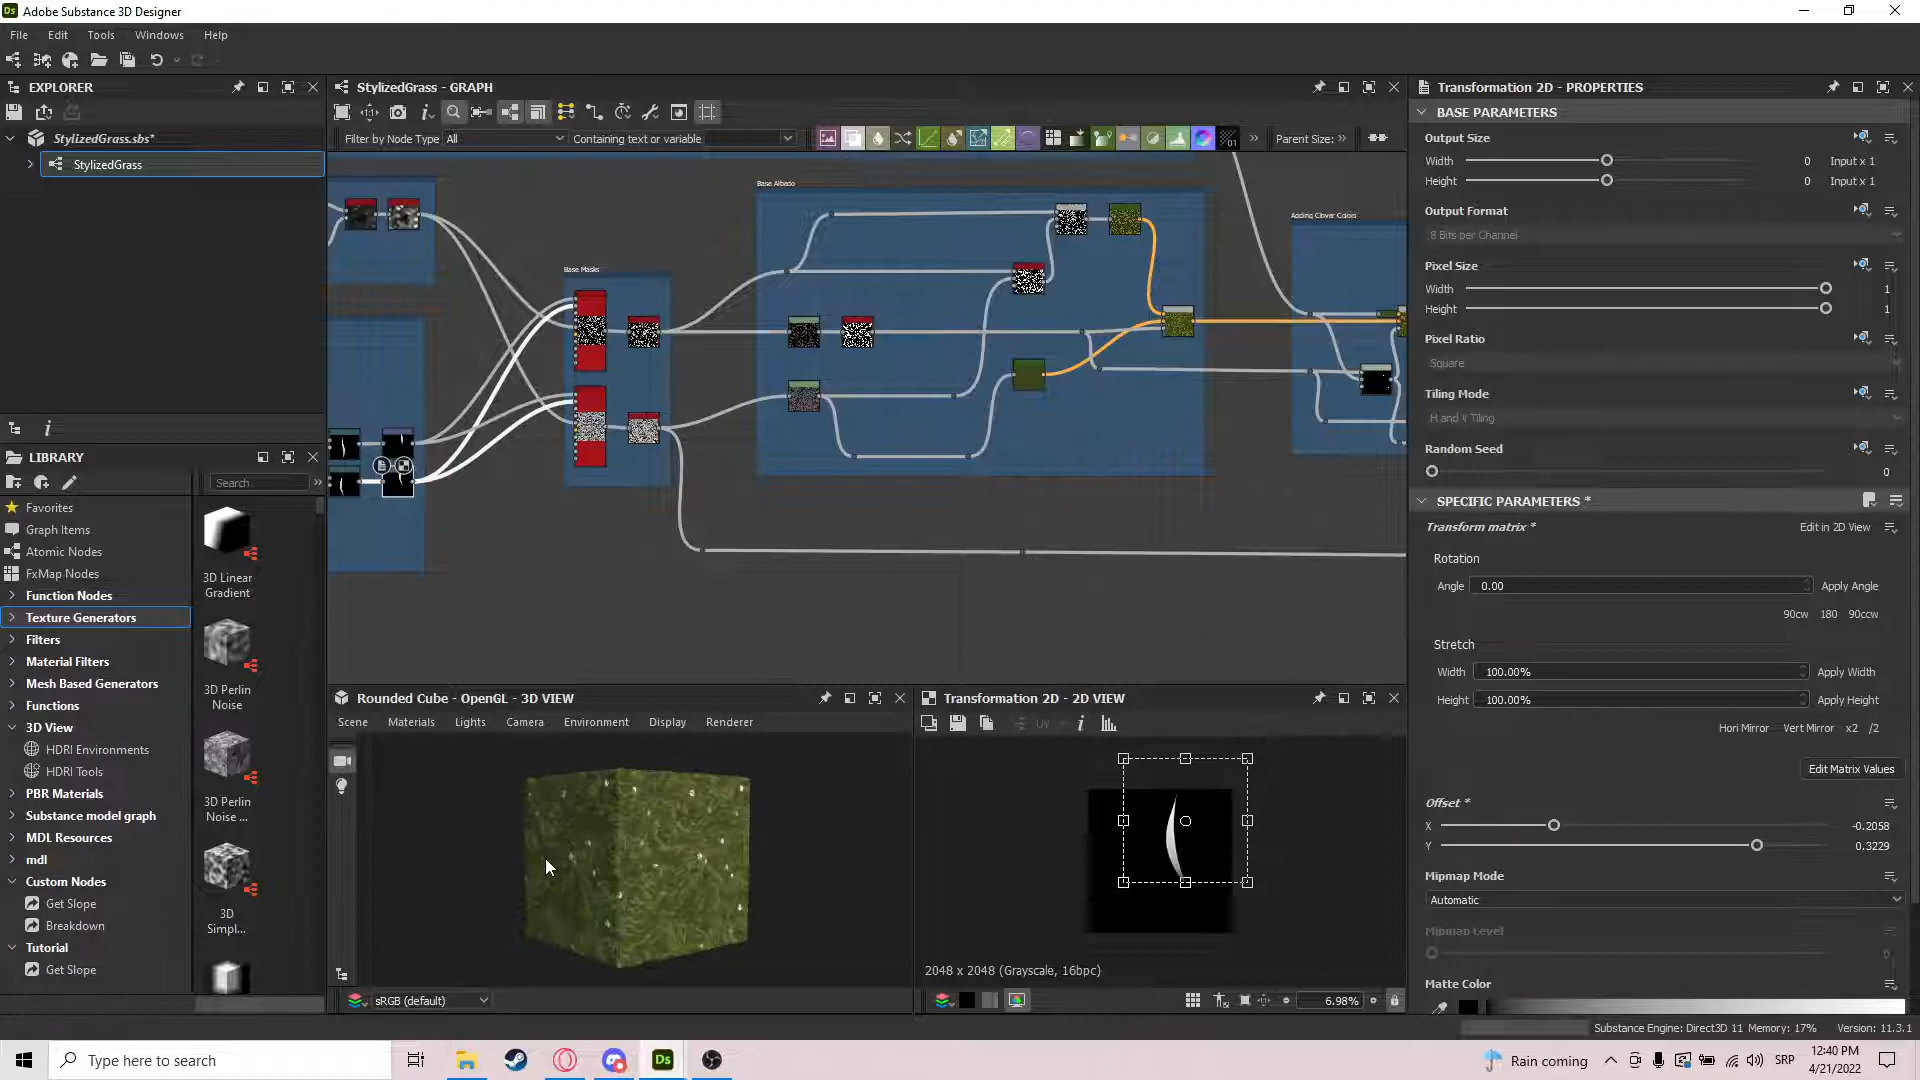 Adobe Substance 3D Designer
File Edit Tools Windows Help
EXPLORER
StylizedGrass.sbs*
StylizedGrass
LIBRARY
Search
Favorites
Graph Items
Atomic Nodes
FxMap Nodes
Function Nodes
Texture Generators
Filters
Material Filters
Mesh Based Generators
Functions
3D View
HDRI Environments
HDRI Tools
PBR Materials
Substance model graph
MDL Resources
mdl
Custom Nodes
Get Slope
Breakdown
Tutorial
Get Slope
3D Linear
Gradient
3D Perlin
Noise
3D Perlin
Noise ...
3D
Simpl...
StylizedGrass - GRAPH
Filter by Node Type All Containing text or variable Parent Size:
Base Albedo
Base Masks
Adding Clover Colors
Rounded Cube - OpenGL - 3D VIEW
Scene Materials Lights Camera Environment Display Renderer
sRGB (default)
Transformation 2D - 2D VIEW
UV
2048 x 2048 (Grayscale, 16bpc)
6.98%
Transformation 2D - PROPERTIES
BASE PARAMETERS
Output Size
Width 0 Input x 1
Height 0 Input x 1
Output Format
8 Bits per Channel
Pixel Size
Width 1
Height 1
Pixel Ratio
Square
Tiling Mode
H and V Tiling
Random Seed
0
SPECIFIC PARAMETERS *
Transform matrix * Edit in 2D View
Rotation
Angle 0.00 Apply Angle
90cw 180 90ccw
Stretch
Width 100.00% Apply Width
Height 100.00% Apply Height
Hori Mirror Vert Mirror x2 /2
Edit Matrix Values
Offset *
X -0.2058
Y 0.3229
Mipmap Mode
Automatic
Mipmap Level
0
Matte Color
Substance Engine: Direct3D 11 Memory: 17% Version: 11.3.1
Type here to search
Ds
Rain coming
SRP
12:40 PM
4/21/2022